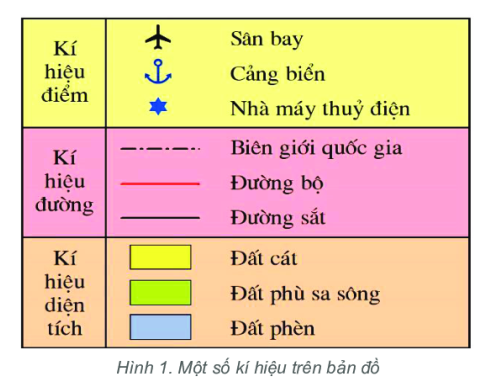 Kí
hiệu
điểm
Sân bay
Cảng biển
Nhà máy thuỷ điện
Kí
hiệu
đường
Biên giới quốc gia
Đường bộ
Đường sắt
Kí
hiệu
diện
tích
Đất cát
Đất phù sa sông
Đất phèn
Hình 1. Một số kí hiệu trên bản đồ